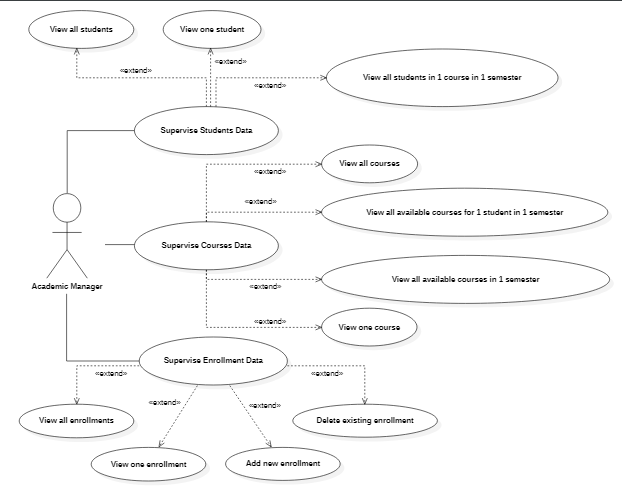 View all students
View one student
«extend»
«extend»
«extend»
View all students in 1 course in 1 semester
Supervise Students Data
View all courses
«extend»
«extend»
View all available courses for 1 student in 1 semester
Supervise Courses Data
View all available courses in 1 semester
«extend»
Academic Manager
«extend»
View one course
Supervise Enrollment Data
«extend»
«extend»
«extend»
«extend»
View all enrollments
Delete existing enrollment
View one enrollment
Add new enrollment